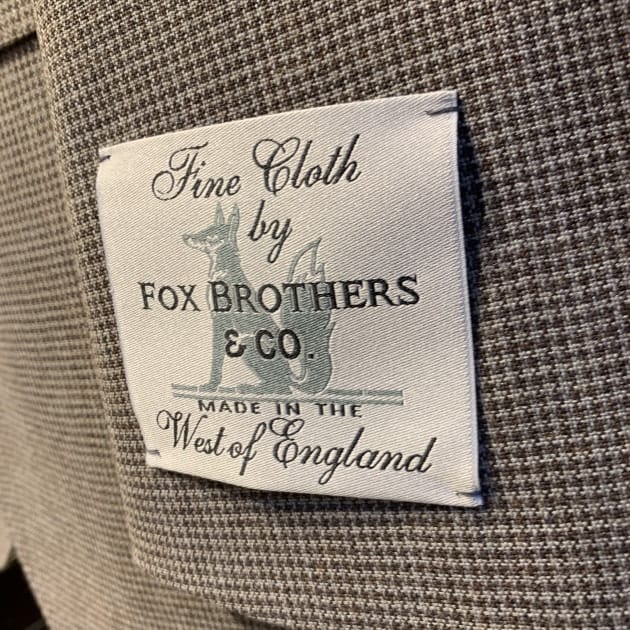 Fine Cloth
by
FOX BROTHERS
& CO.
MADE IN THE
West of England